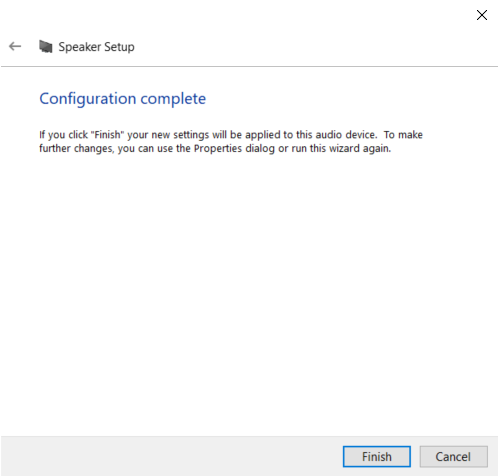 Speaker Setup
Configuration complete
If you click "Finish" your new settings will be applied to this audio device.  To make
further changes, you can use the Properties dialog or run this wizard again.
Finish
Cancel